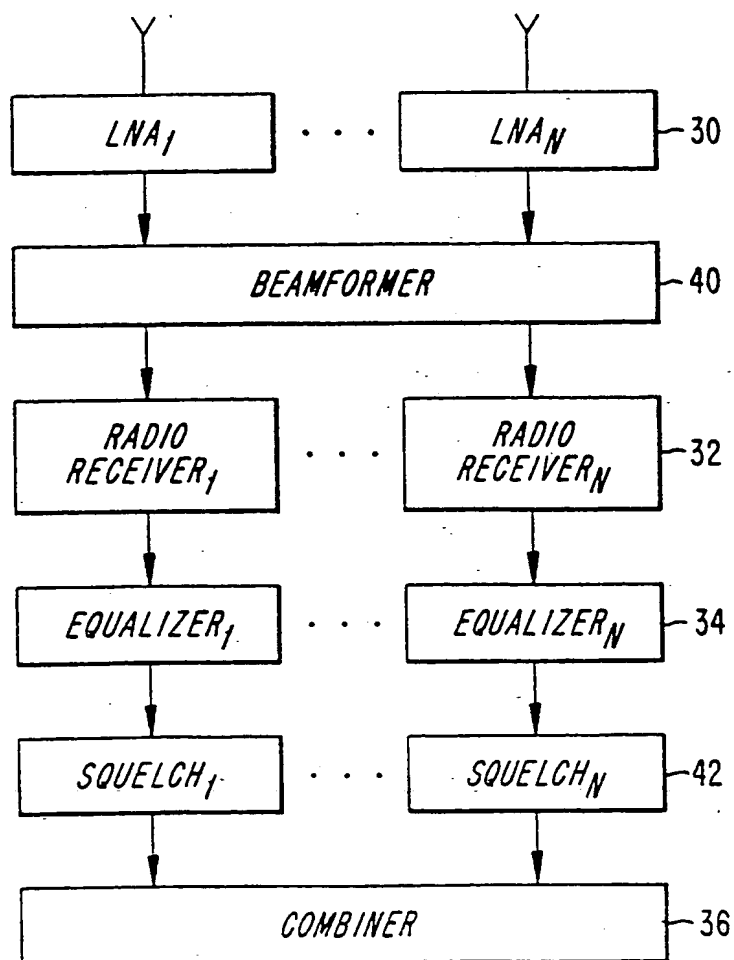 LNA1 . . . LNAN 30
BEAMFORMER 40
RADIO RECEIVER1 . . . RADIO RECEIVERN 32
EQUALIZER1 . . . EQUALIZERN 34
SQUELCH1 . . . SQUELCHN 42
COMBINER 36